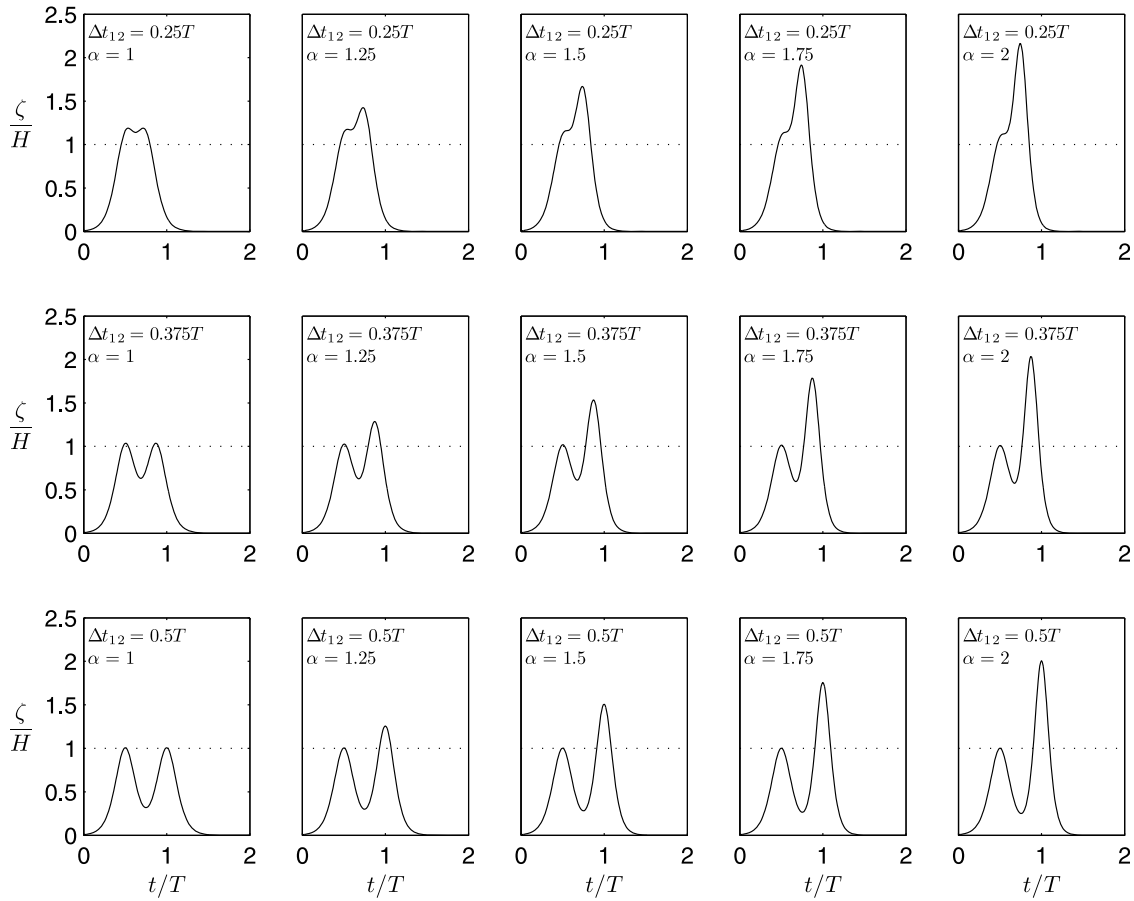 2.5
2
1.5
1
0.5
0
ζ/H
Δt₁₂ = 0.25T
α = 1
0 1 2
Δt₁₂ = 0.25T
α = 1.25
0 1 2
Δt₁₂ = 0.25T
α = 1.5
0 1 2
Δt₁₂ = 0.25T
α = 1.75
0 1 2
Δt₁₂ = 0.25T
α = 2
0 1 2
2.5
2
1.5
1
0.5
0
ζ/H
Δt₁₂ = 0.375T
α = 1
0 1 2
Δt₁₂ = 0.375T
α = 1.25
0 1 2
Δt₁₂ = 0.375T
α = 1.5
0 1 2
Δt₁₂ = 0.375T
α = 1.75
0 1 2
Δt₁₂ = 0.375T
α = 2
0 1 2
2.5
2
1.5
1
0.5
0
ζ/H
Δt₁₂ = 0.5T
α = 1
0 1 2
t/T
Δt₁₂ = 0.5T
α = 1.25
0 1 2
t/T
Δt₁₂ = 0.5T
α = 1.5
0 1 2
t/T
Δt₁₂ = 0.5T
α = 1.75
0 1 2
t/T
Δt₁₂ = 0.5T
α = 2
0 1 2
t/T